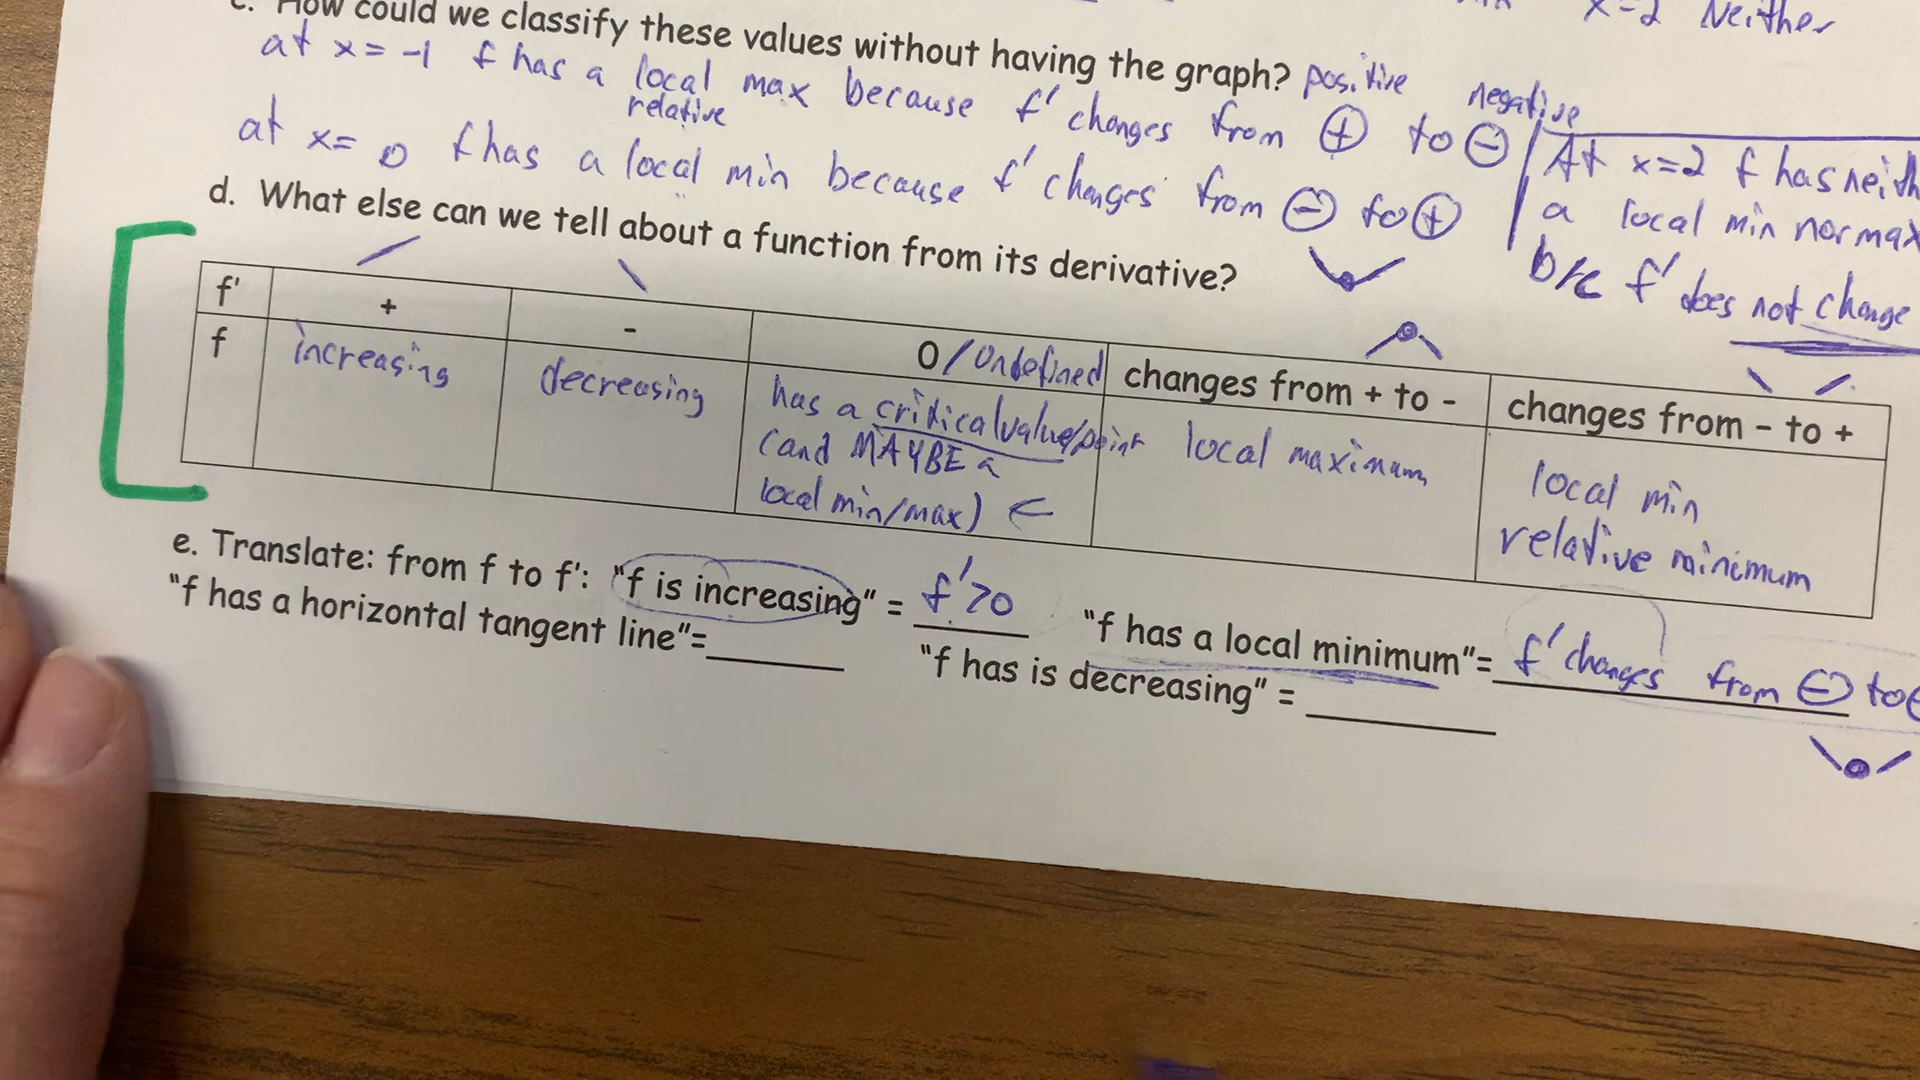 c. How could we classify these values without having the graph?
x=2 Neither
at x=-1 f has a local max because f' changes from ⊕ to ⊖
relative
positive
negative
at x=0 f has a local min because f' changes from ⊖ to ⊕
At x=2 f has neith
a local min nor max
b/c f' does not change
d. What else can we tell about a function from its derivative?
f' + - 0/Undefined changes from + to - changes from - to +
f increasing decreasing has a critical value/point local maximum local min
(and MAYBE a relative minimum
local min/max) ←
e. Translate: from f to f': "f is increasing" = f'>0 "f has a local minimum"= f' changes from ⊖ to
"f has a horizontal tangent line"=______ "f has is decreasing" = ______